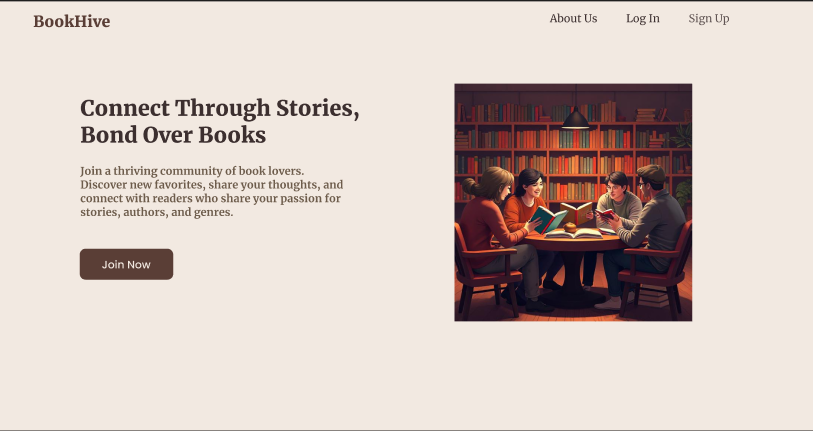 BookHive
About Us
Log In
Sign Up
Connect Through Stories,
Bond Over Books
Join a thriving community of book lovers.
Discover new favorites, share your thoughts, and
connect with readers who share your passion for
stories, authors, and genres.
Join Now